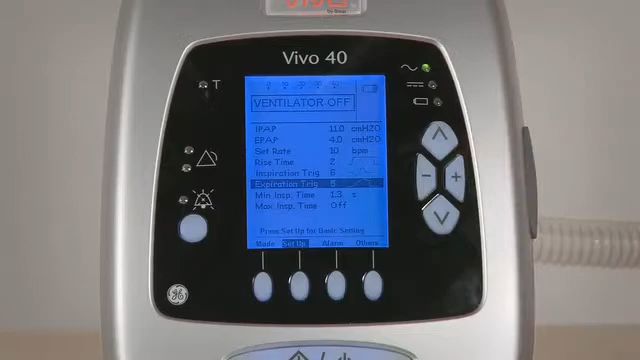 Vivo 40
T
VENTILATOR OFF
IPAP 11.0 cmH2O
EPAP 4.0 cmH2O
Set Rate 10 bpm
Rise Time 2
Inspiration Trig 6
Expiration Trig 6
Min Insp. Time 1.3 s
Max Insp. Time Off
Press Set Up for Basic Setting
Mode Set Up Alarm Others